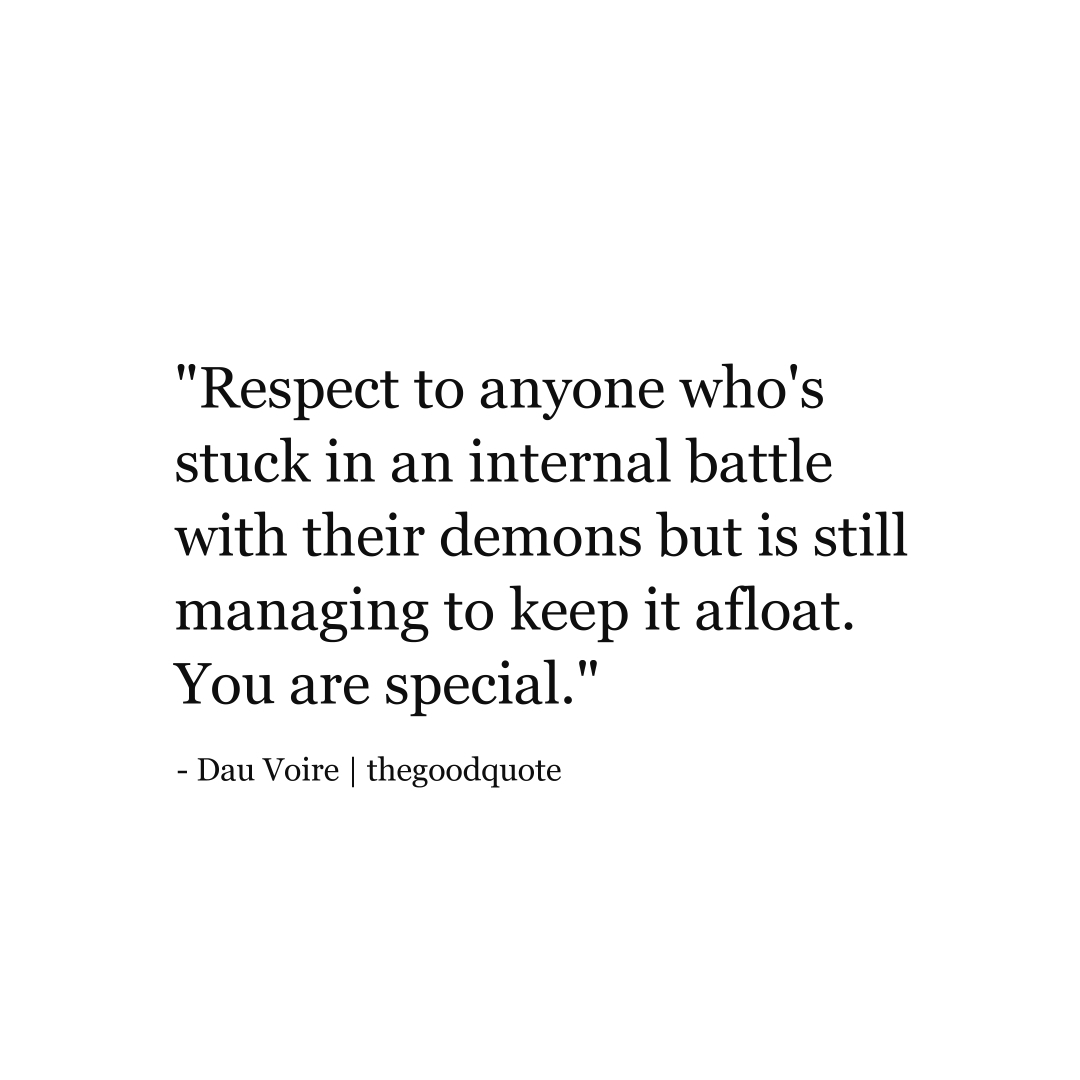 "Respect to anyone who's
stuck in an internal battle
with their demons but is still
managing to keep it afloat.
You are special."
- Dau Voire | thegoodquote